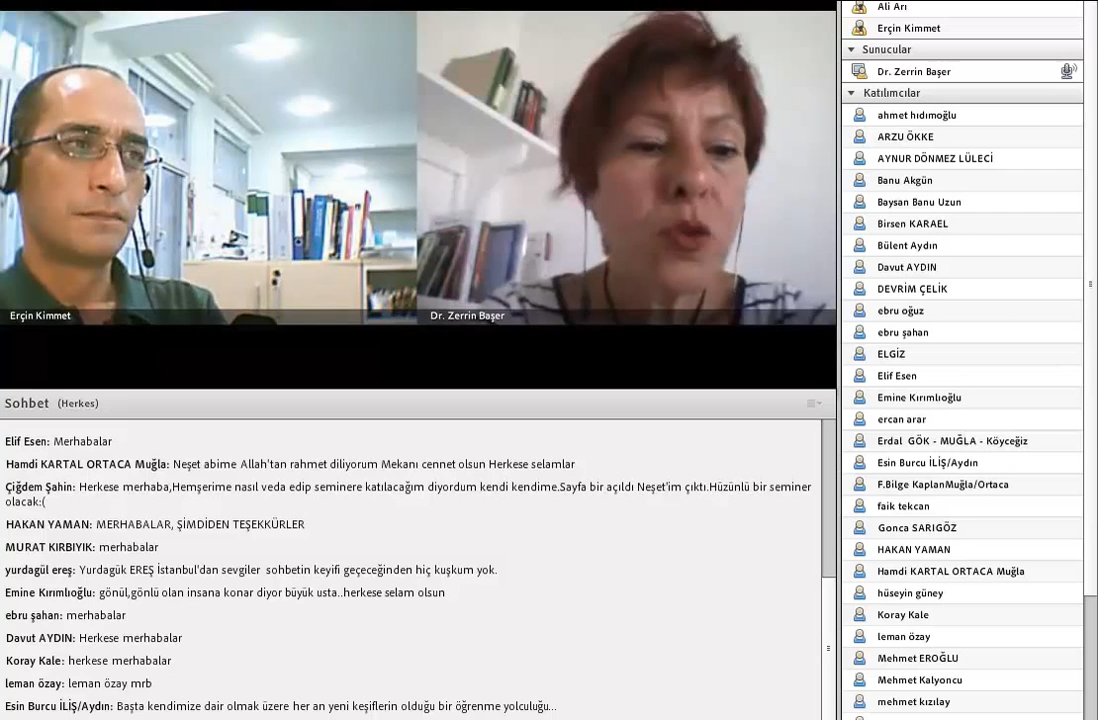 Erçin Kimmet
Dr. Zerrin Başer
Sohbet (Herkes)
Elif Esen: Merhabalar
Hamdi KARTAL ORTACA Muğla: Neşet abime Allah'tan rahmet diliyorum Mekanı cennet olsun Herkese selamlar
Çiğdem Şahin: Herkese merhaba,Hemşerime nasıl veda edip seminere katılacağım diyordum kendi kendime.Sayfa bir açıldı Neşet'im çıktı.Hüzünlü bir seminer
olacak:(
HAKAN YAMAN: MERHABALAR, ŞİMDİDEN TEŞEKKÜRLER
MURAT KIRBIYIK: merhabalar
yurdagül ereş: Yurdagük EREŞ İstanbul'dan sevgiler sohbetin keyifi geçeceğinden hiç kuşkum yok.
Emine Kırımlıoğlu: gönül,gönlü olan insana konar diyor büyük usta..herkese selam olsun
ebru şahan: merhabalar
Davut AYDIN: Herkese merhabalar
Koray Kale: herkese merhabalar
leman özay: leman özay mrb
Esin Burcu İLİŞ/Aydın: Başta kendimize dair olmak üzere her an yeni keşiflerin olduğu bir öğrenme yolculuğu...
Ali Arı
Erçin Kimmet
Sunucular
Dr. Zerrin Başer
Katılımcılar
ahmet hıdımoğlu
ARZU ÖKKE
AYNUR DÖNMEZ LÜLECİ
Banu Akgün
Baysan Banu Uzun
Birsen KARAEL
Bülent Aydın
Davut AYDIN
DEVRİM ÇELİK
ebru oğuz
ebru şahan
ELGİZ
Elif Esen
Emine Kırımlıoğlu
ercan arar
Erdal GÖK - MUĞLA - Köyceğiz
Esin Burcu İLİŞ/Aydın
F.Bilge KaplanMuğla/Ortaca
faik tekcan
Gonca SARIGÖZ
HAKAN YAMAN
Hamdi KARTAL ORTACA Muğla
hüseyin güney
Koray Kale
leman özay
Mehmet EROĞLU
Mehmet Kalyoncu
mehmet kızılay